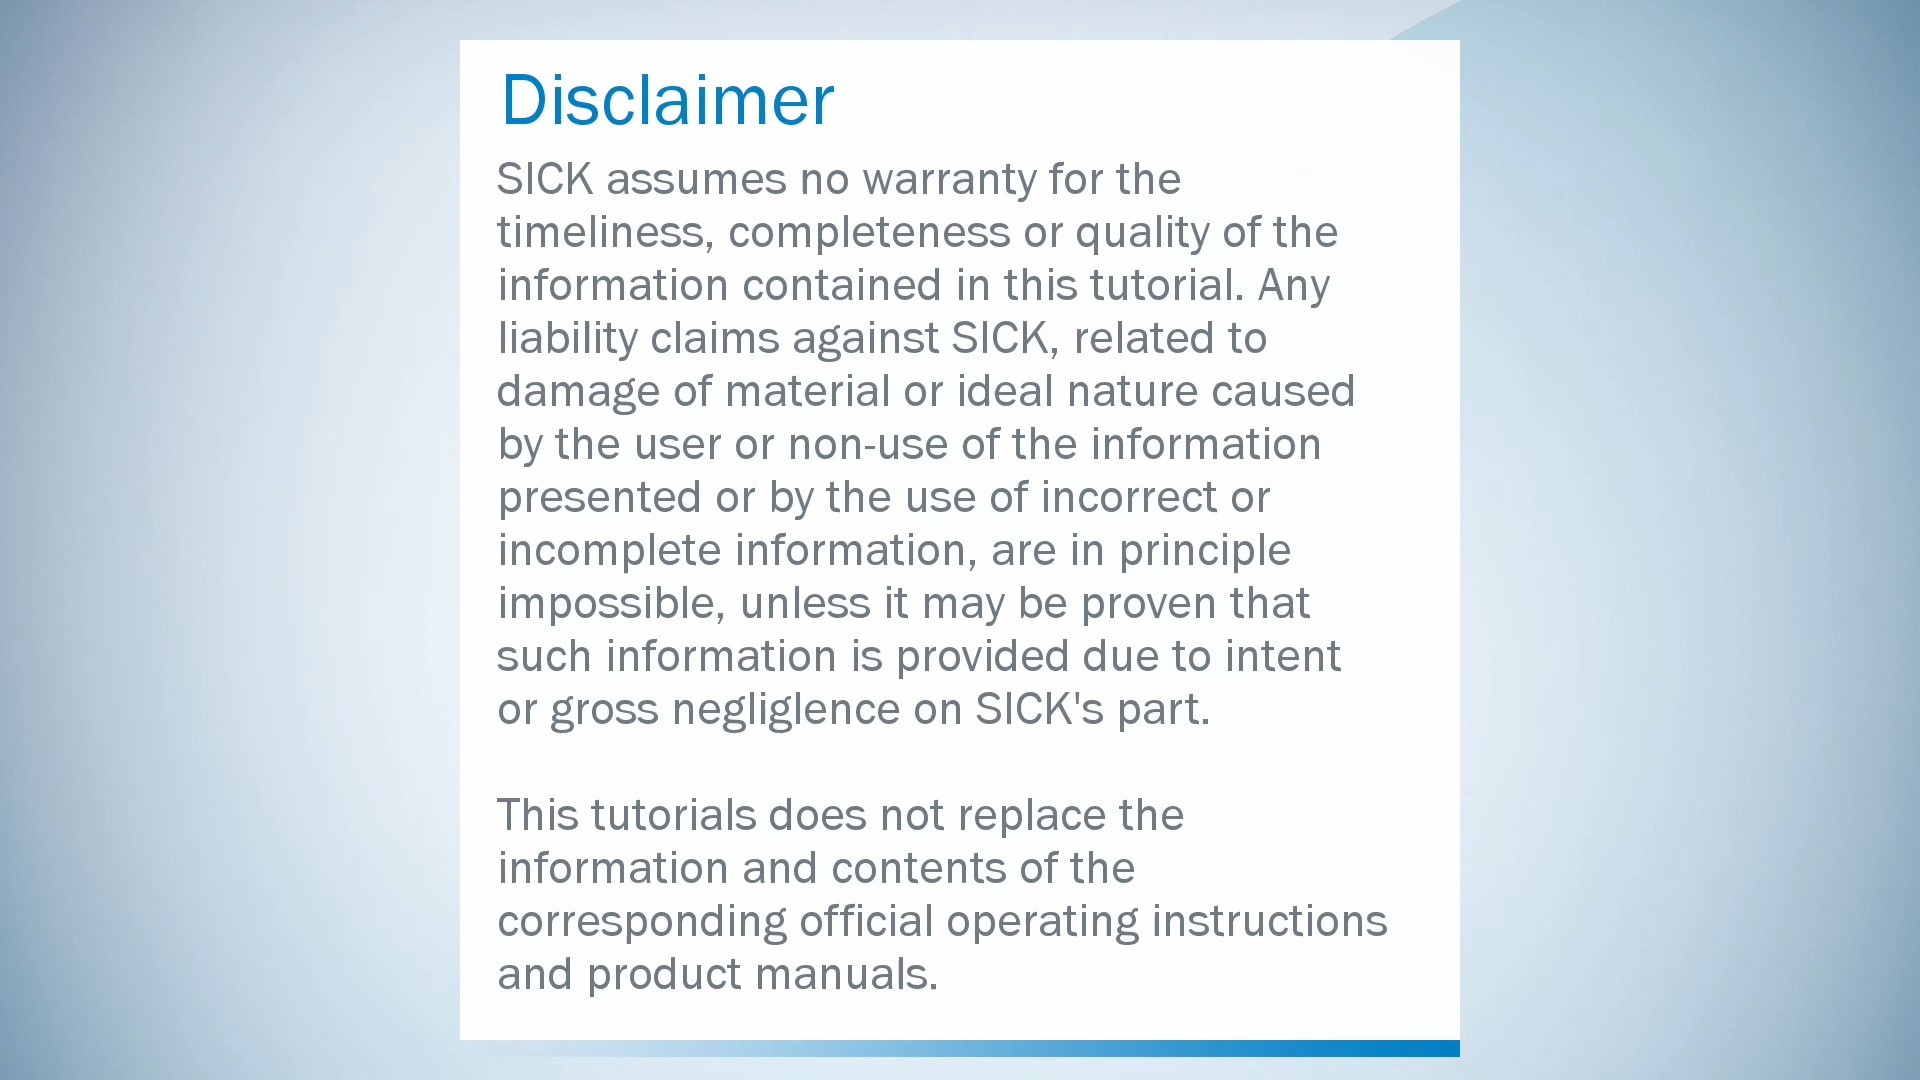 Disclaimer
SICK assumes no warranty for the
timeliness, completeness or quality of the
information contained in this tutorial. Any
liability claims against SICK, related to
damage of material or ideal nature caused
by the user or non-use of the information
presented or by the use of incorrect or
incomplete information, are in principle
impossible, unless it may be proven that
such information is provided due to intent
or gross negliglence on SICK's part.

This tutorials does not replace the
information and contents of the
corresponding official operating instructions
and product manuals.